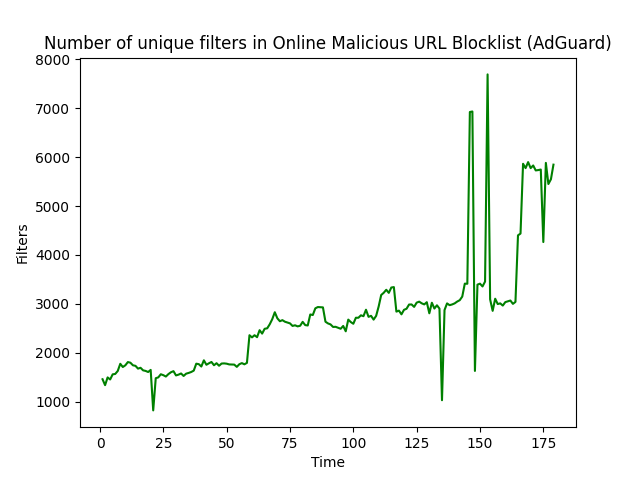 Number of unique filters in Online Malicious URL Blocklist (AdGuard)
8000
7000
6000
5000
4000
3000
2000
1000
Filters
0 25 50 75 100 125 150 175
Time